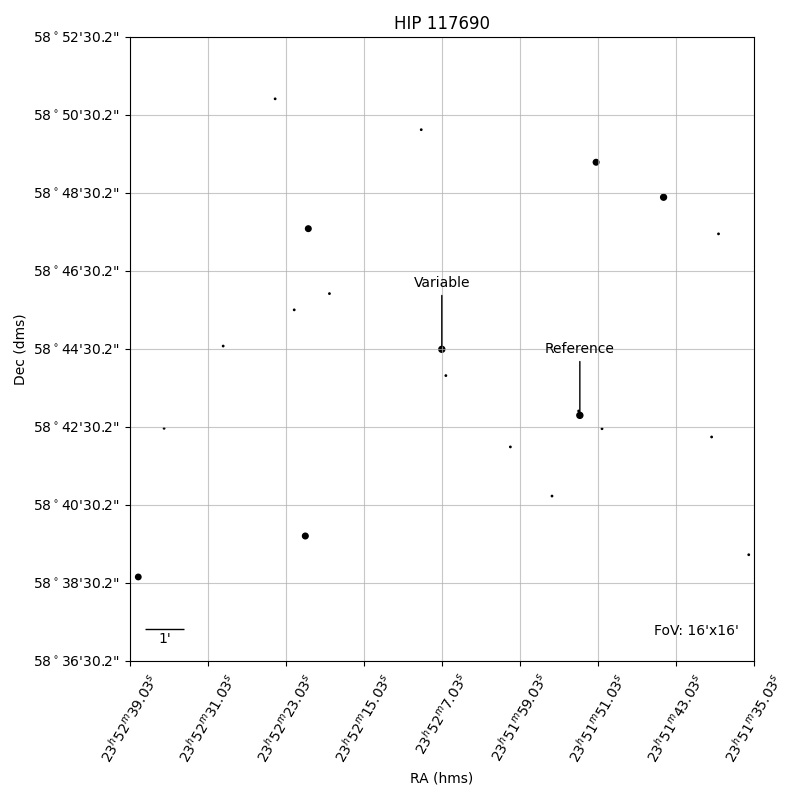 HIP 117690
58°52'30.2"
58°50'30.2"
58°48'30.2"
58°46'30.2"
58°44'30.2"
58°42'30.2"
58°40'30.2"
58°38'30.2"
58°36'30.2"
Dec (dms)
Variable
Reference
1'
FoV: 16'x16'
23ʰ52ᵐ39.03ˢ
23ʰ52ᵐ31.03ˢ
23ʰ52ᵐ23.03ˢ
23ʰ52ᵐ15.03ˢ
23ʰ52ᵐ7.03ˢ
23ʰ51ᵐ59.03ˢ
23ʰ51ᵐ51.03ˢ
23ʰ51ᵐ43.03ˢ
23ʰ51ᵐ35.03ˢ
RA (hms)